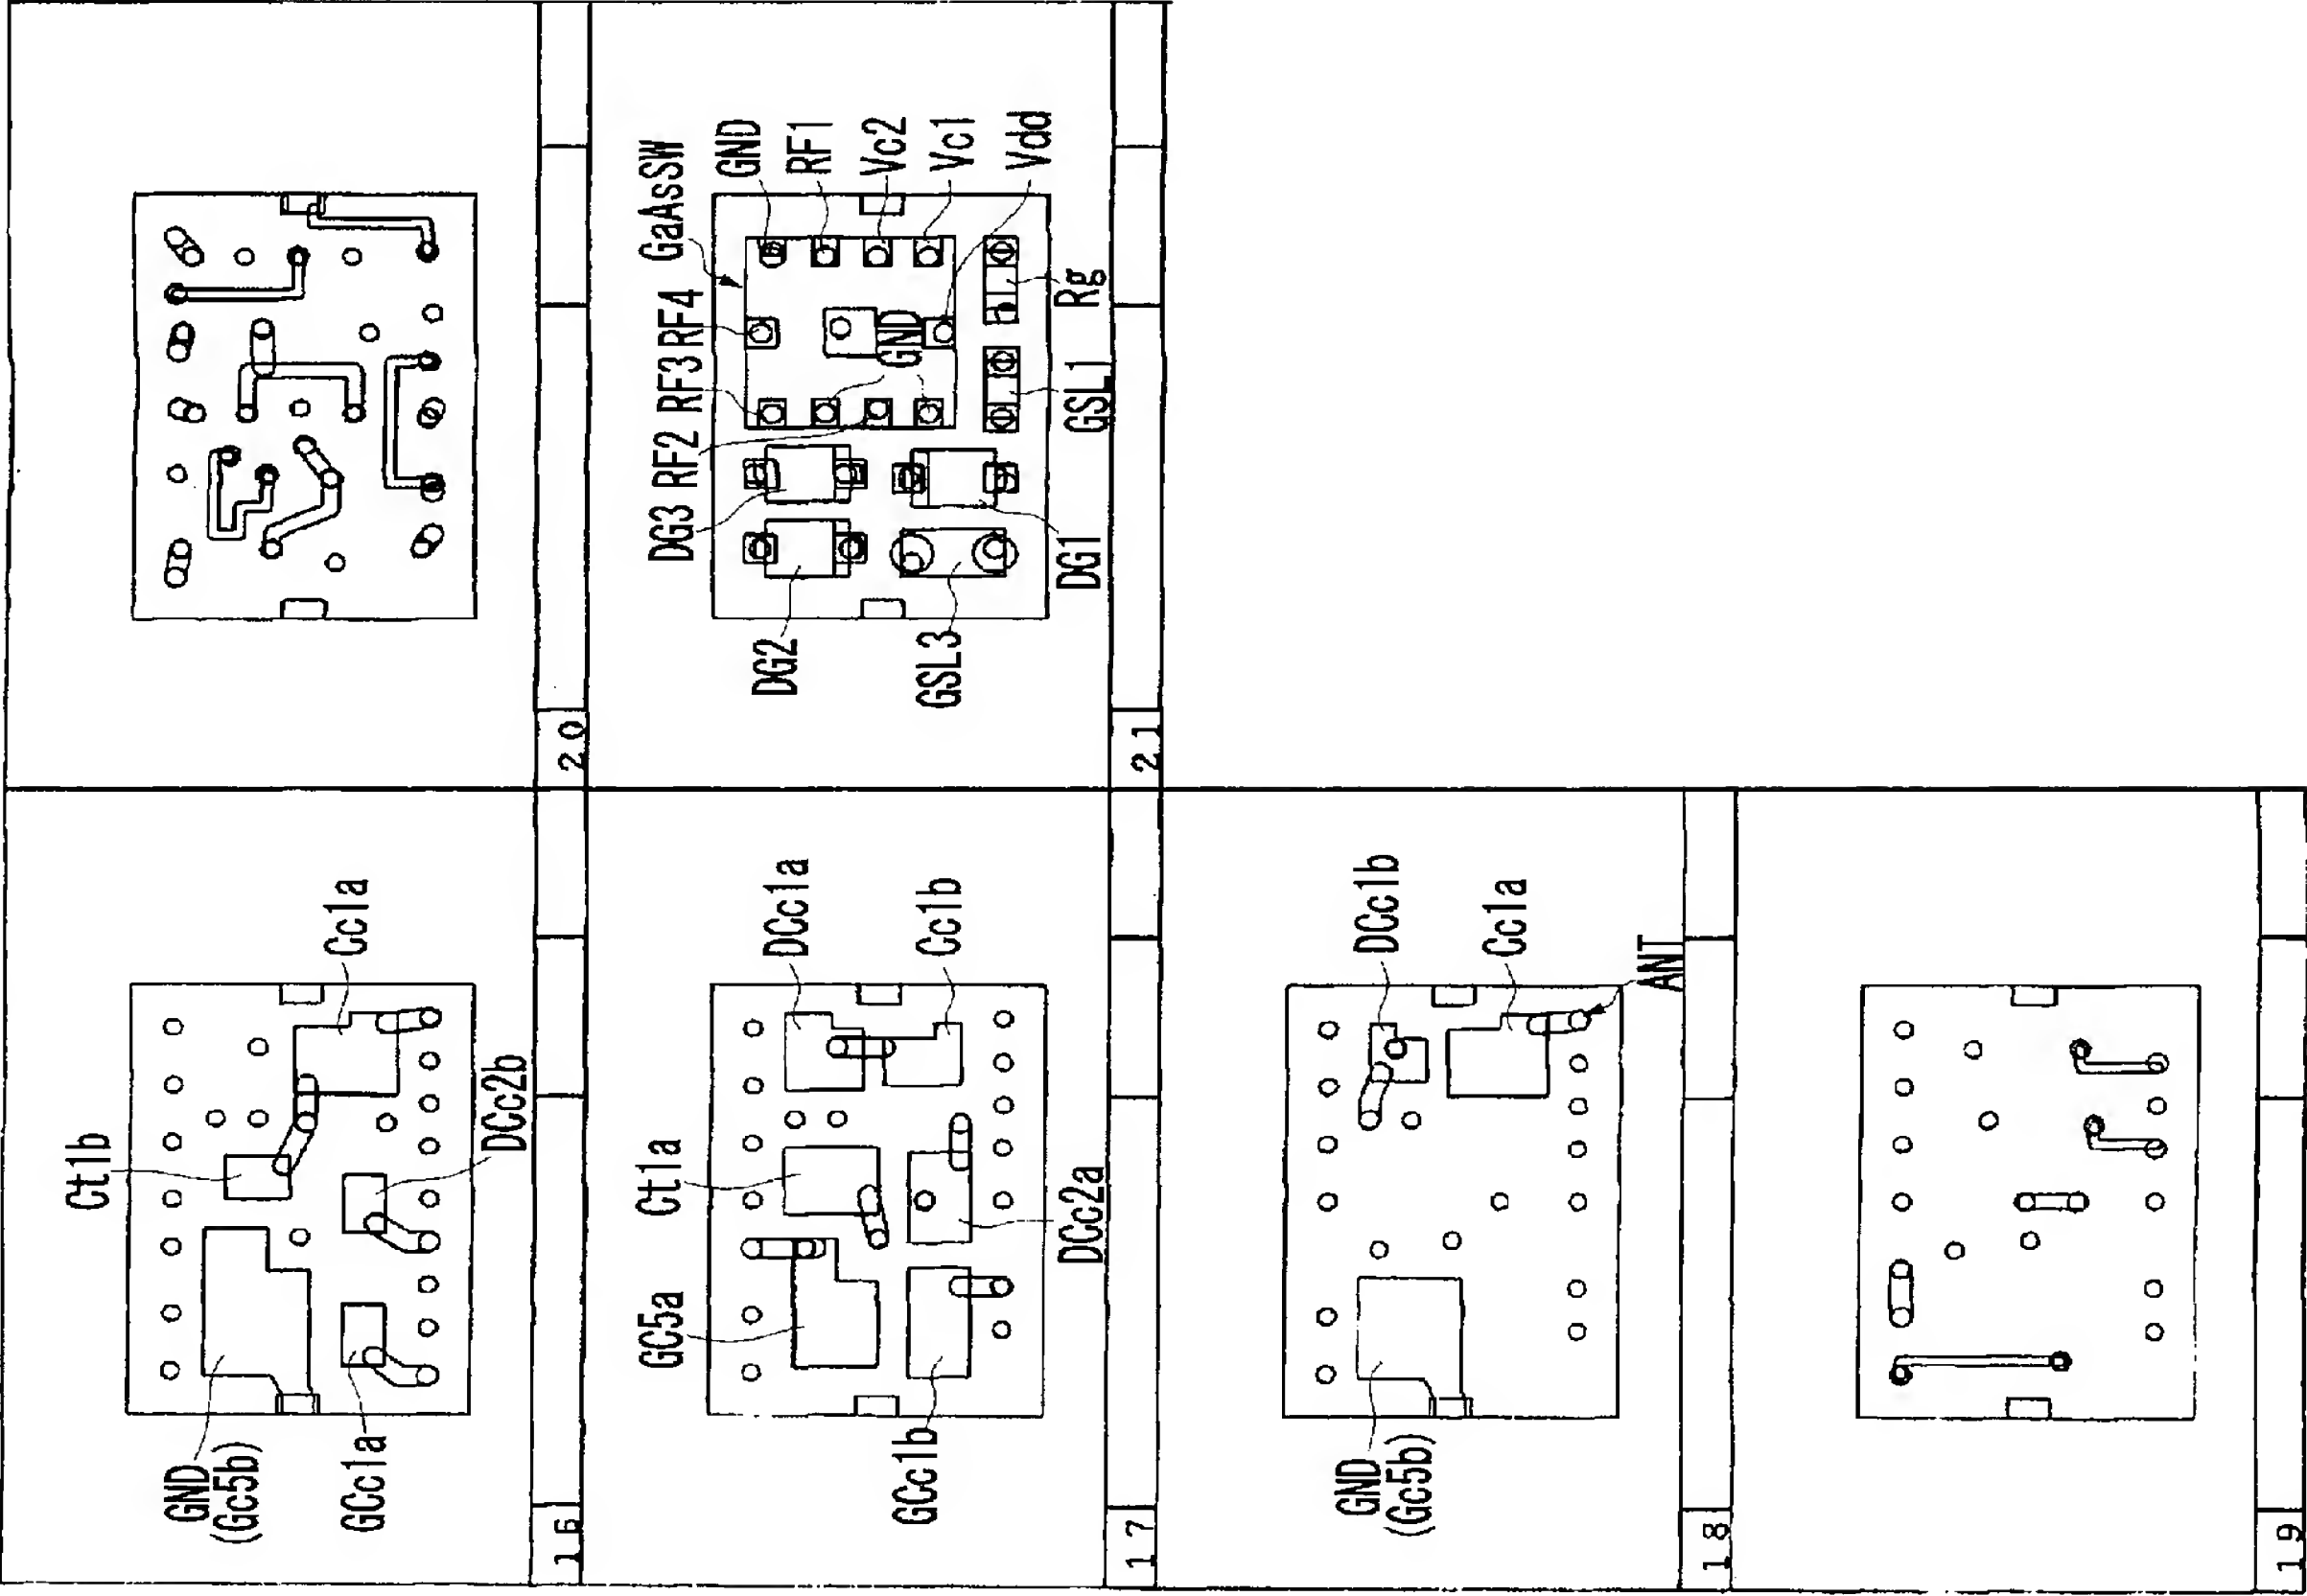 Ct1b
Cc1a
DCc2b
GND
(Gc5b)
GCc1a
16
DCc1a
Cc1b
Ct1a
DCc2a
GC5a
GCc1b
17
DCc1b
Cc1a
ANT
GND
(Gc5b)
18
19
20
GaAsSW
GND
RF1
Vc2
Vc1
Vdd
RF4
RF3
RF2
GND
Rg
GSL1
DG3
DG1
DG2
GSL3
21